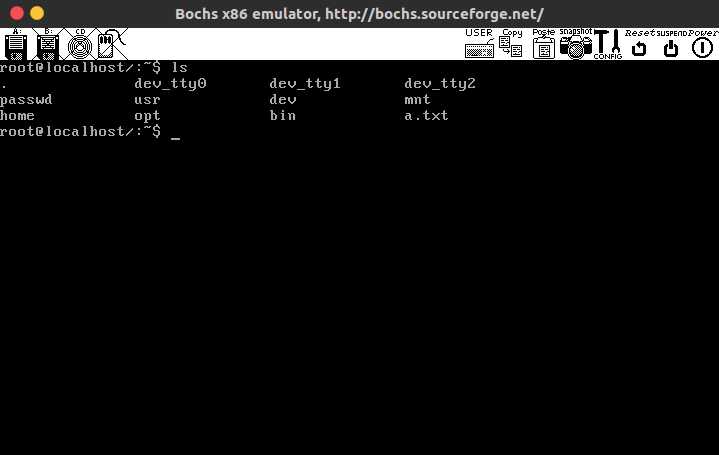 Bochs x86 emulator, http://bochs.sourceforge.net/
A: B: CD USER Copy Paste snapshot CONFIG Reset SUSPEND Power
root@localhost/:~$ ls
. dev_tty0 dev_tty1 dev_tty2
passwd usr dev mnt
home opt bin a.txt
root@localhost/:~$ _